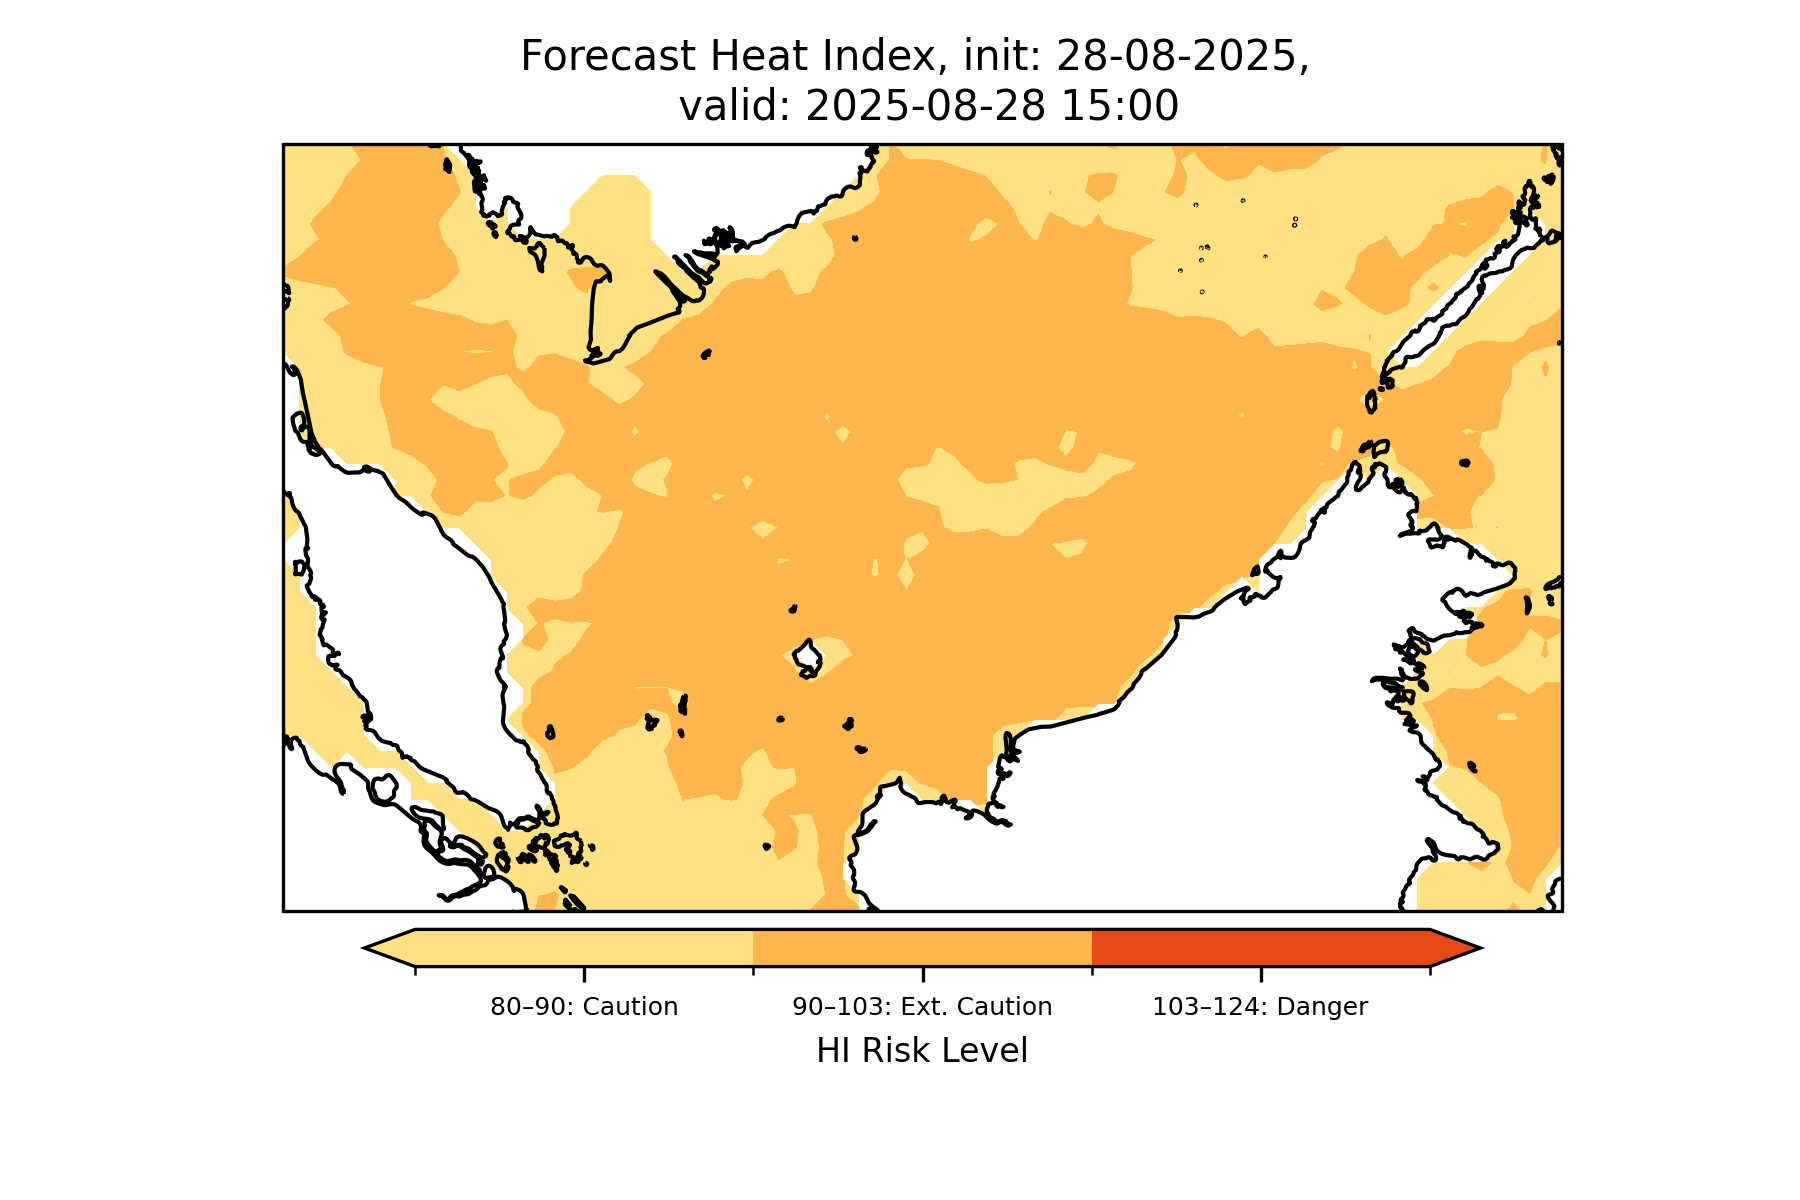 Forecast Heat Index, init: 28-08-2025,
valid: 2025-08-28 15:00
80–90: Caution
90–103: Ext. Caution
103–124: Danger
HI Risk Level